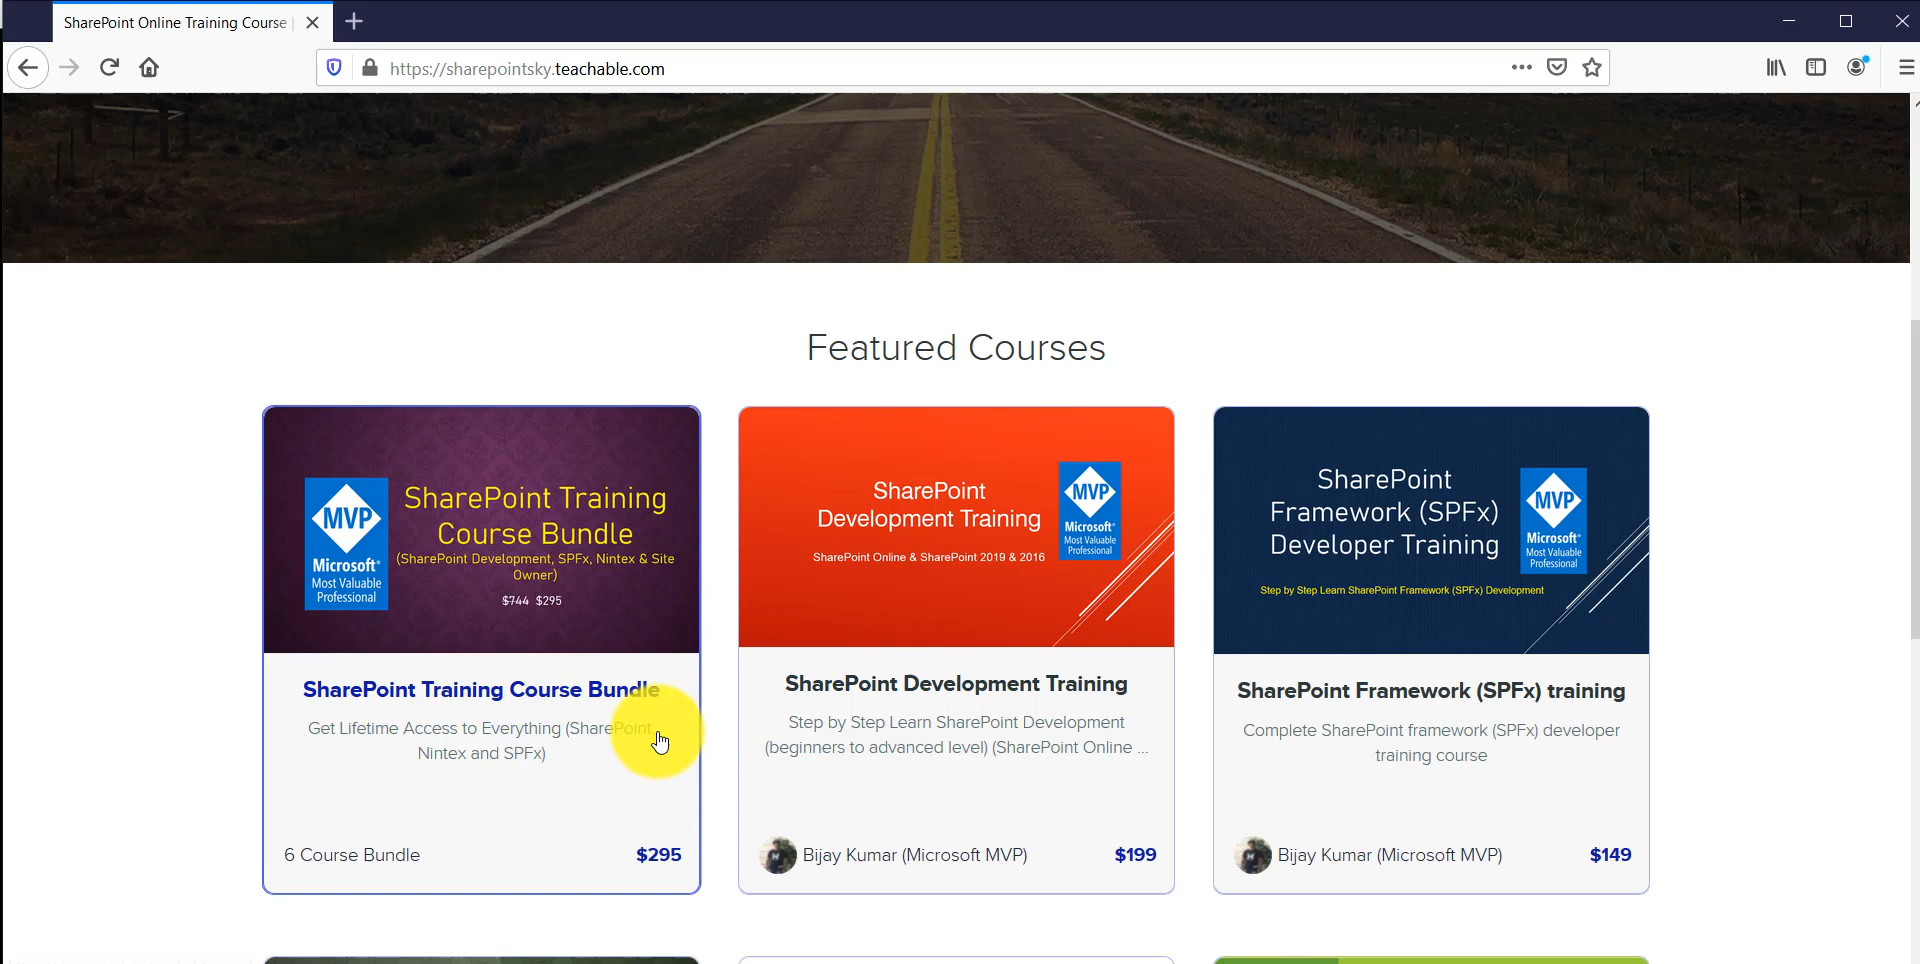 SharePoint Online Training Course
https://sharepointsky.teachable.com
Featured Courses
MVP
Microsoft®
Most Valuable
Professional
SharePoint Training
Course Bundle
(SharePoint Development, SPFx, Nintex & Site
Owner)
$744 $295
SharePoint Training Course Bundle
Get Lifetime Access to Everything (SharePoint,
Nintex and SPFx)
6 Course Bundle
$295
SharePoint
Development Training
SharePoint Online & SharePoint 2019 & 2016
MVP
Microsoft®
Most Valuable
Professional
SharePoint Development Training
Step by Step Learn SharePoint Development
(beginners to advanced level) (SharePoint Online ...
Bijay Kumar (Microsoft MVP)
$199
SharePoint
Framework (SPFx)
Developer Training
Step by Step Learn SharePoint Framework (SPFx) Development
MVP
Microsoft®
Most Valuable
Professional
SharePoint Framework (SPFx) training
Complete SharePoint framework (SPFx) developer
training course
Bijay Kumar (Microsoft MVP)
$149